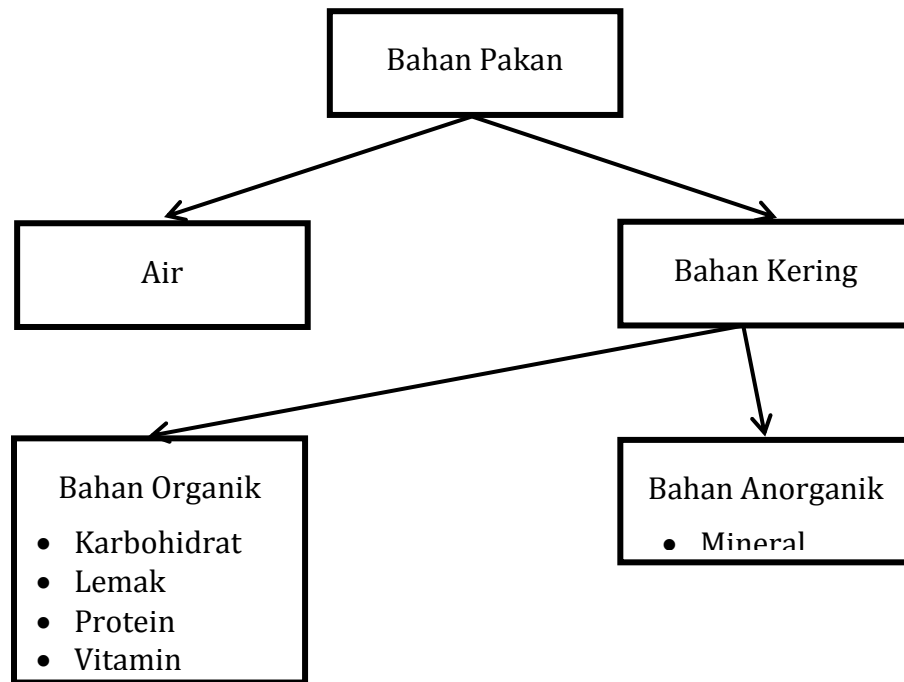 Bahan Pakan
Air
Bahan Kering
Bahan Organik
• Karbohidrat
• Lemak
• Protein
• Vitamin
Bahan Anorganik
• Mineral